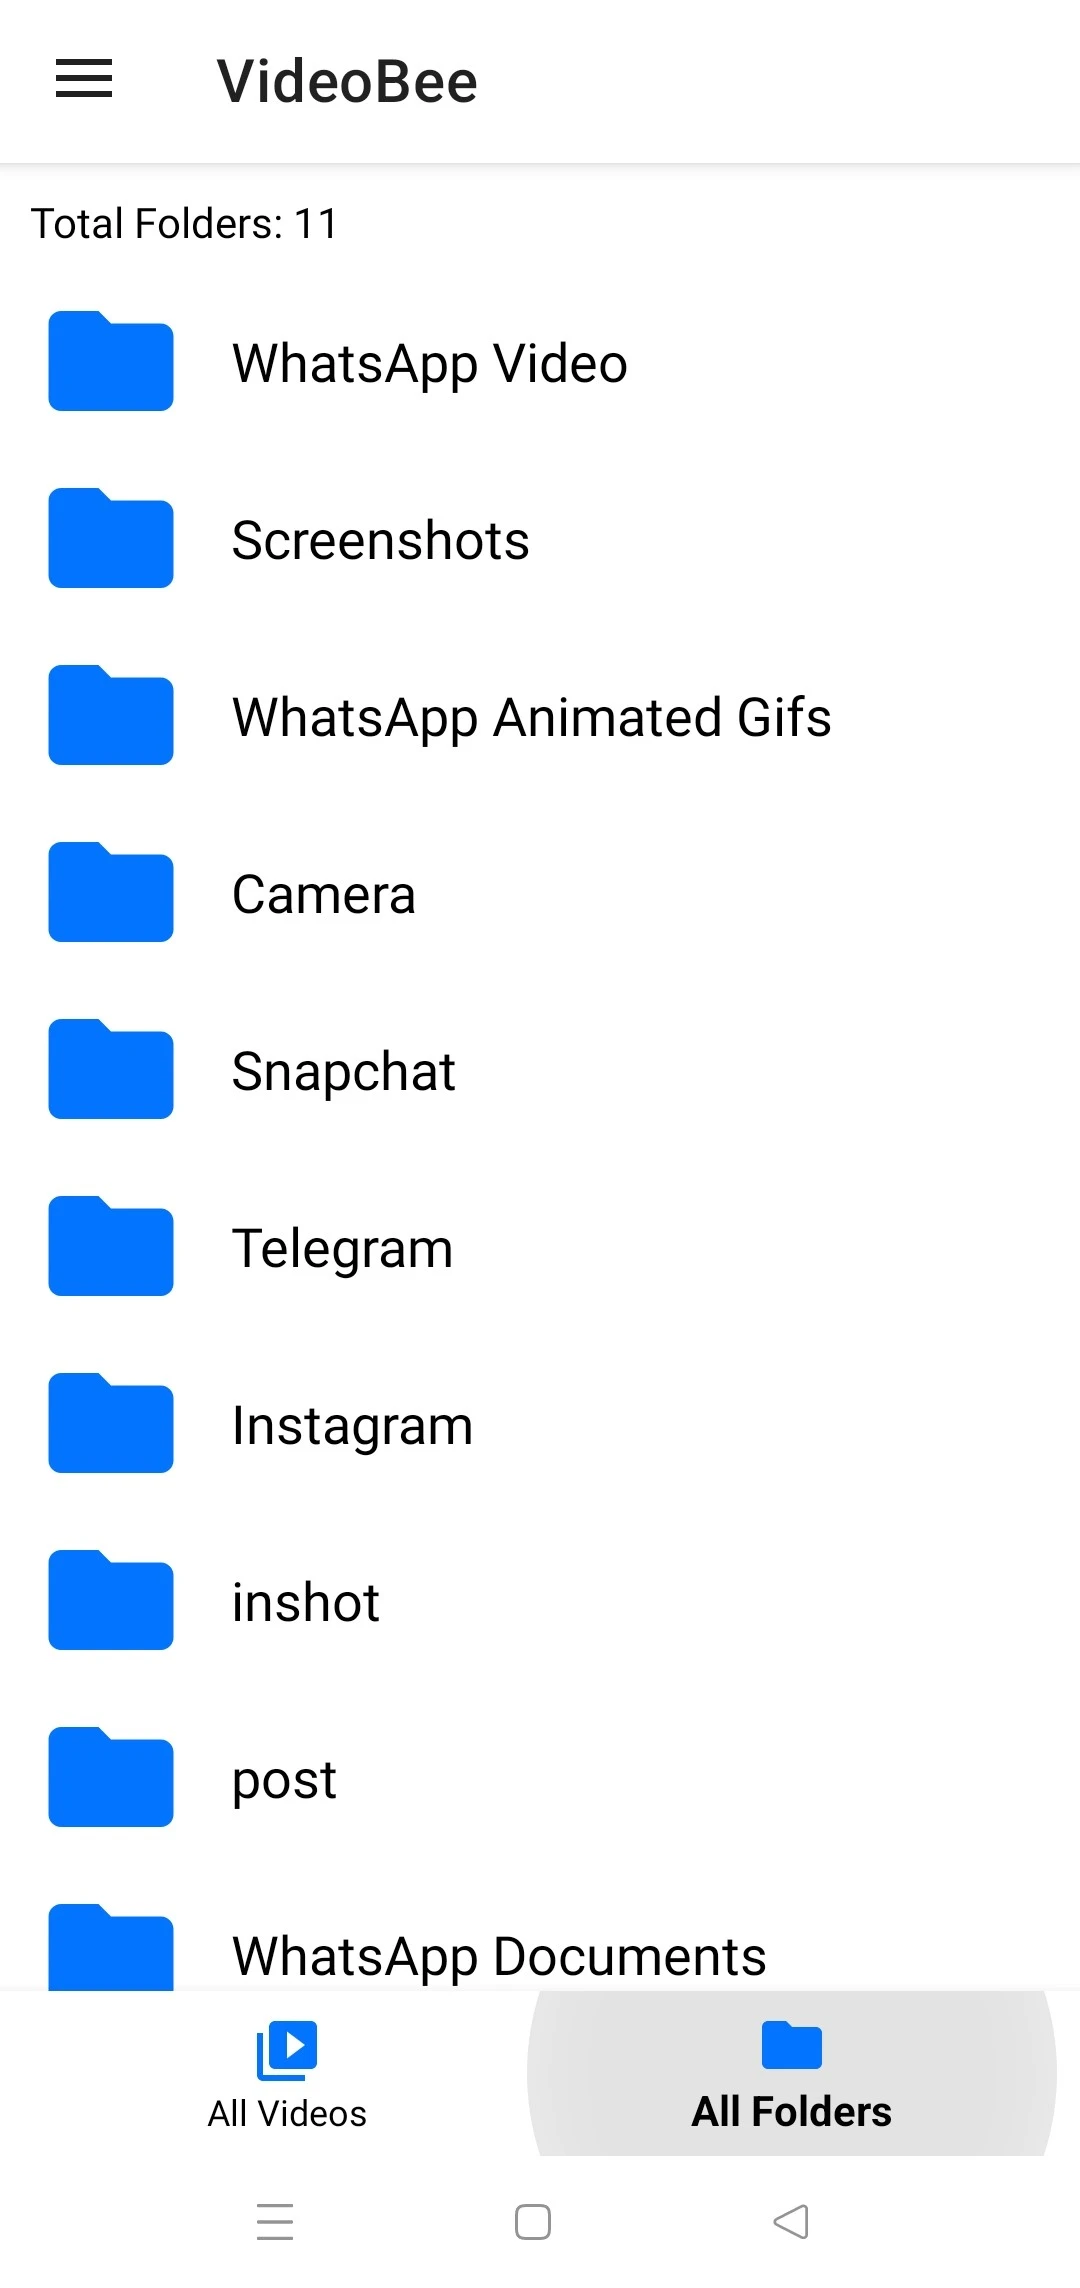 VideoBee
Total Folders: 11
WhatsApp Video
Screenshots
WhatsApp Animated Gifs
Camera
Snapchat
Telegram
Instagram
inshot
post
WhatsApp Documents
All Videos
All Folders